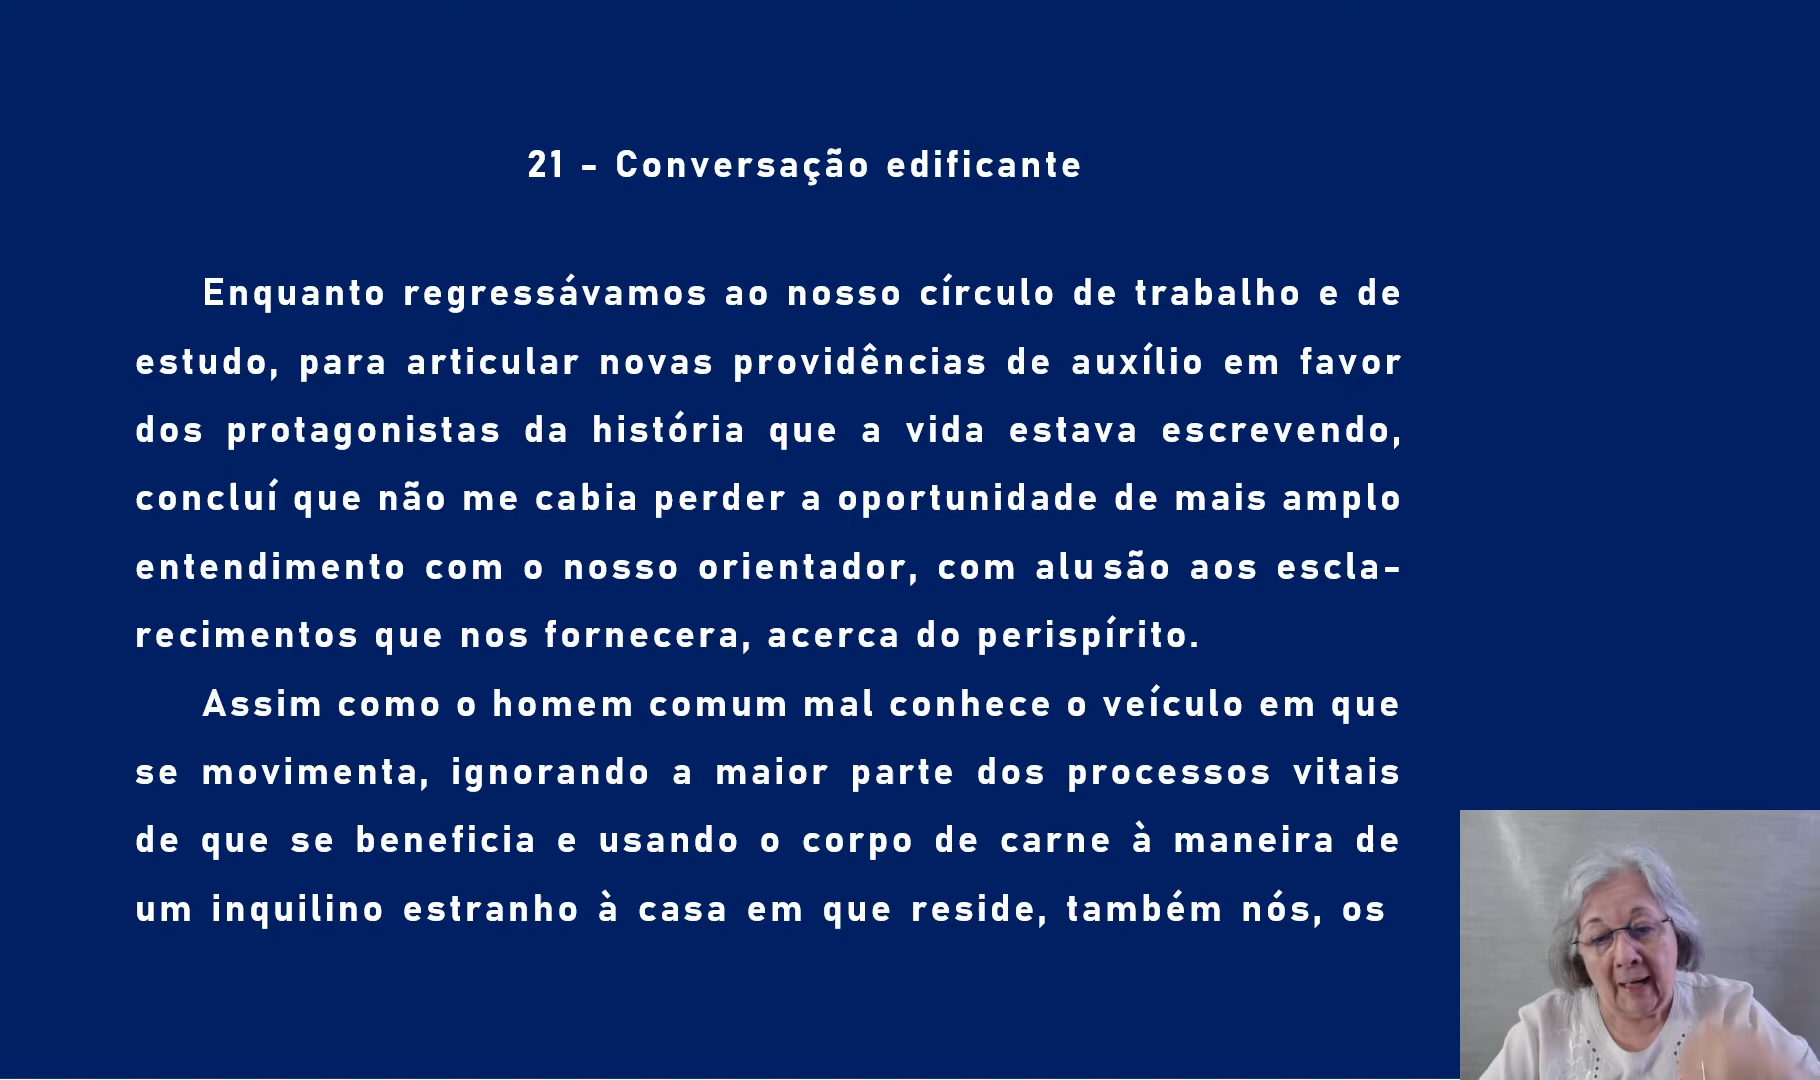 21 - Conversação edificante
Enquanto regressávamos ao nosso círculo de trabalho e de
estudo, para articular novas providências de auxílio em favor
dos protagonistas da história que a vida estava escrevendo,
concluí que não me cabia perder a oportunidade de mais amplo
entendimento com o nosso orientador, com alusão aos escla-
recimentos que nos fornecera, acerca do perispírito.
Assim como o homem comum mal conhece o veículo em que
se movimenta, ignorando a maior parte dos processos vitais
de que se beneficia e usando o corpo de carne à maneira de
um inquilino estranho à casa em que reside, também nós, os